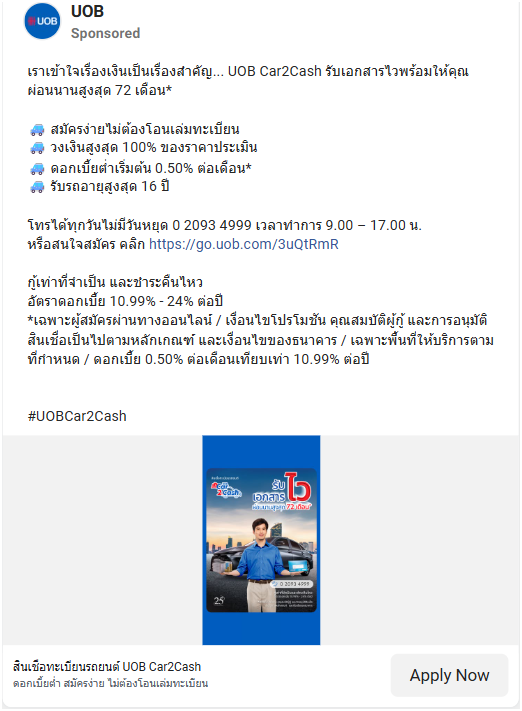 UOB
UOB
Sponsored
เราเข้าใจเรื่องเงินเป็นเรื่องสำคัญ... UOB Car2Cash รับเอกสารไวพร้อมให้คุณ
ผ่อนนานสูงสุด 72 เดือน*
สมัครง่ายไม่ต้องโอนเล่มทะเบียน
วงเงินสูงสุด 100% ของราคาประเมิน
ดอกเบี้ยต่ำเริ่มต้น 0.50% ต่อเดือน*
รับรถอายุสูงสุด 16 ปี
โทรได้ทุกวันไม่มีวันหยุด 0 2093 4999 เวลาทำการ 9.00 – 17.00 น.
หรือสนใจสมัคร คลิก https://go.uob.com/3uQtRmR
กู้เท่าที่จำเป็น และชำระคืนไหว
อัตราดอกเบี้ย 10.99% - 24% ต่อปี
*เฉพาะผู้สมัครผ่านทางออนไลน์ / เงื่อนไขโปรโมชัน คุณสมบัติผู้กู้ และการอนุมัติ
สินเชื่อเป็นไปตามหลักเกณฑ์ และเงื่อนไขของธนาคาร / เฉพาะพื้นที่ให้บริการตาม
ที่กำหนด / ดอกเบี้ย 0.50% ต่อเดือนเทียบเท่า 10.99% ต่อปี
#UOBCar2Cash
Car
2Cash
รับ
เอกสาร ไว
ผ่อนนานสูงสุด 72 เดือน*
0 2093 4999
25
สินเชื่อทะเบียนรถยนต์ UOB Car2Cash
ดอกเบี้ยต่ำ สมัครง่าย ไม่ต้องโอนเล่มทะเบียน
Apply Now